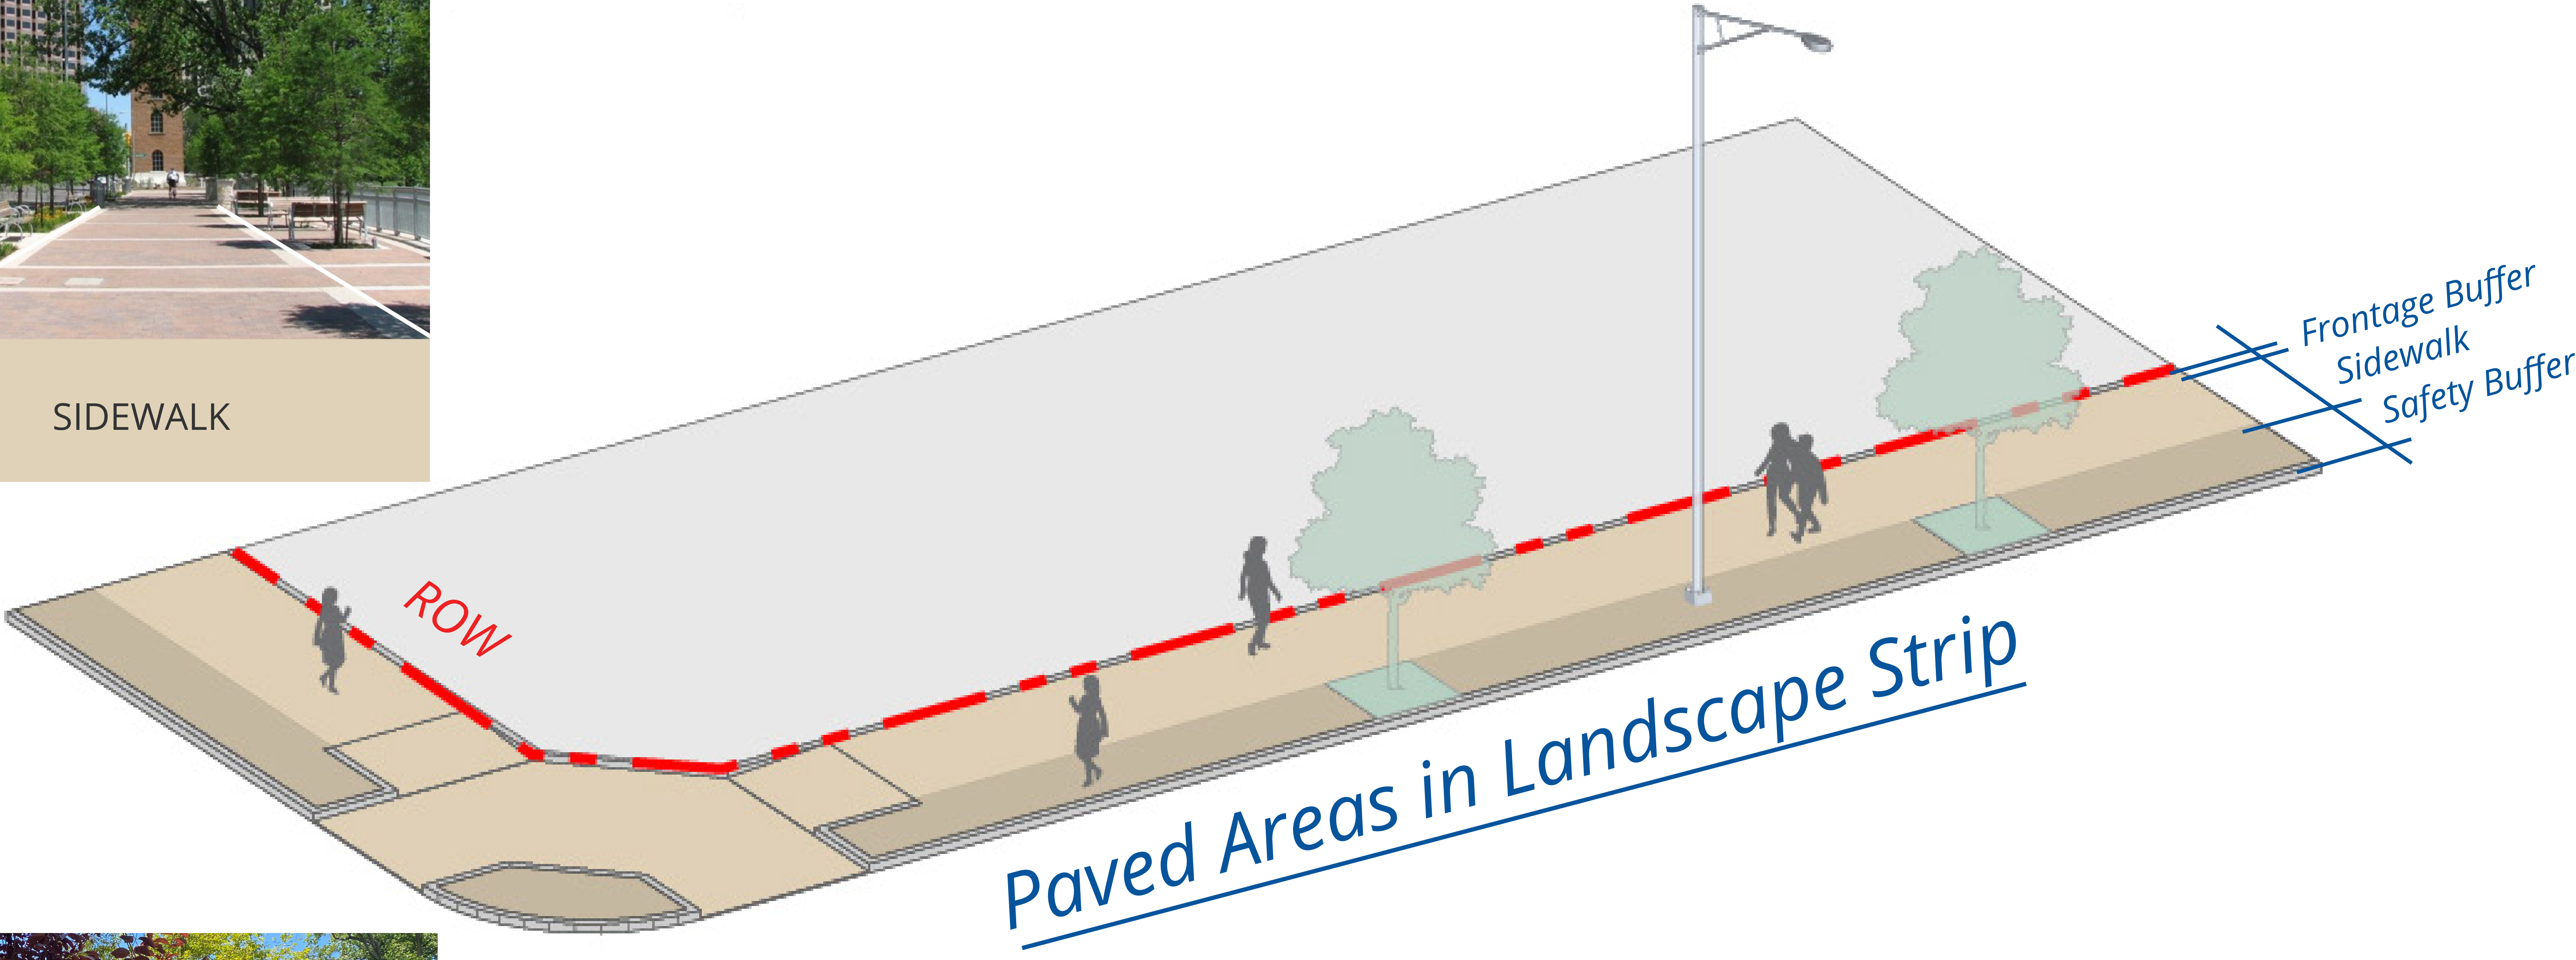 SIDEWALK
ROW
Frontage Buffer
Sidewalk
Safety Buffer
Paved Areas in Landscape Strip